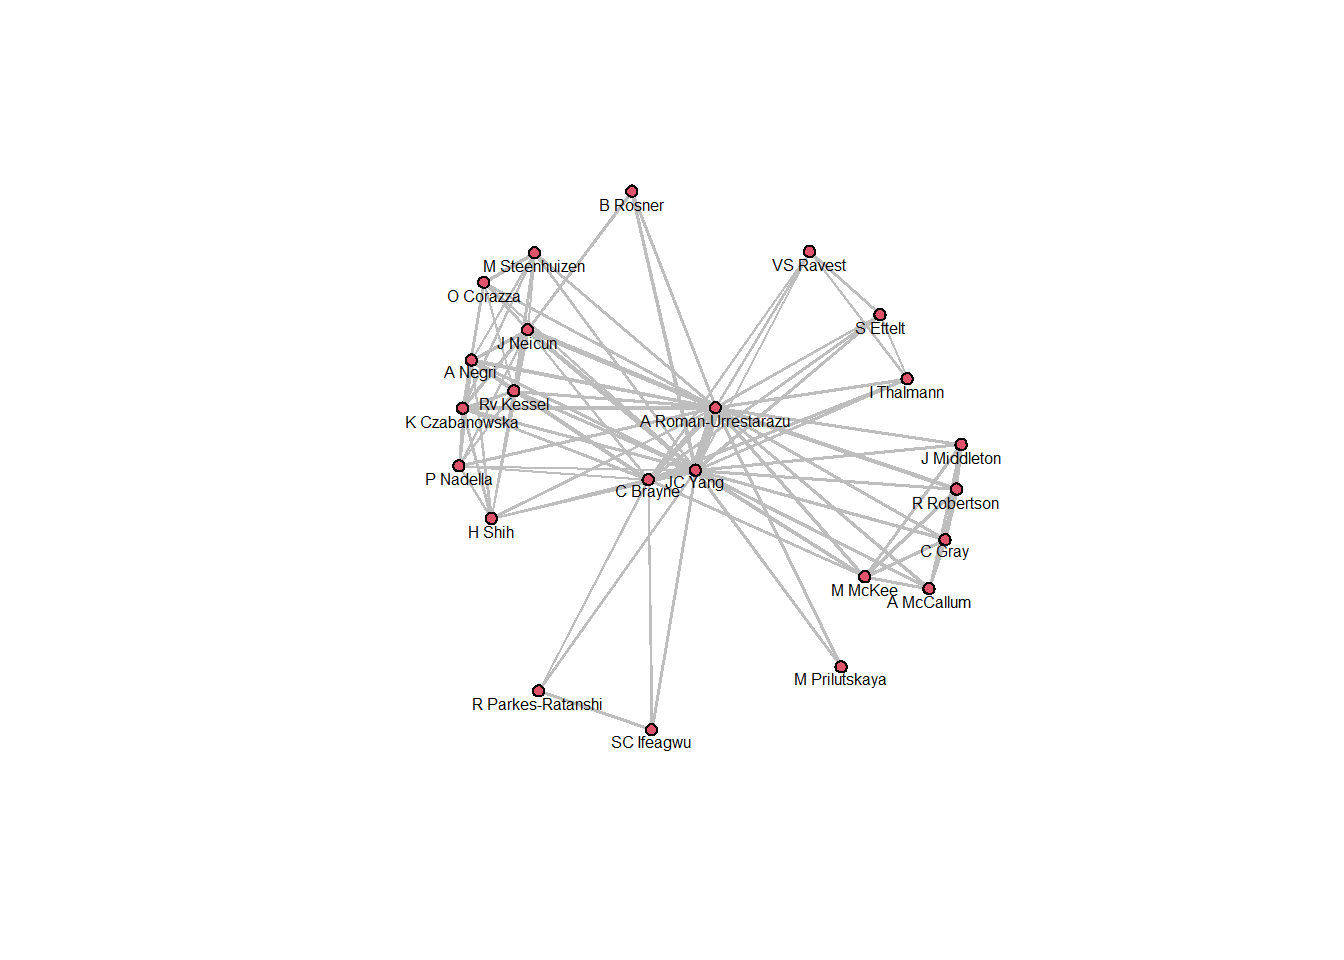 B Rosner
VS Ravest
M Steenhuizen
O Corazza
S Ettelt
J Neicun
A Negri
I Thalmann
Rv Kessel
K Czabanowska
A Roman-Urrestarazu
J Middleton
P Nadella
JC Yang
C Brayne
R Robertson
H Shih
C Gray
M McKee
A McCallum
M Prilutskaya
R Parkes-Ratanshi
SC Ifeagwu